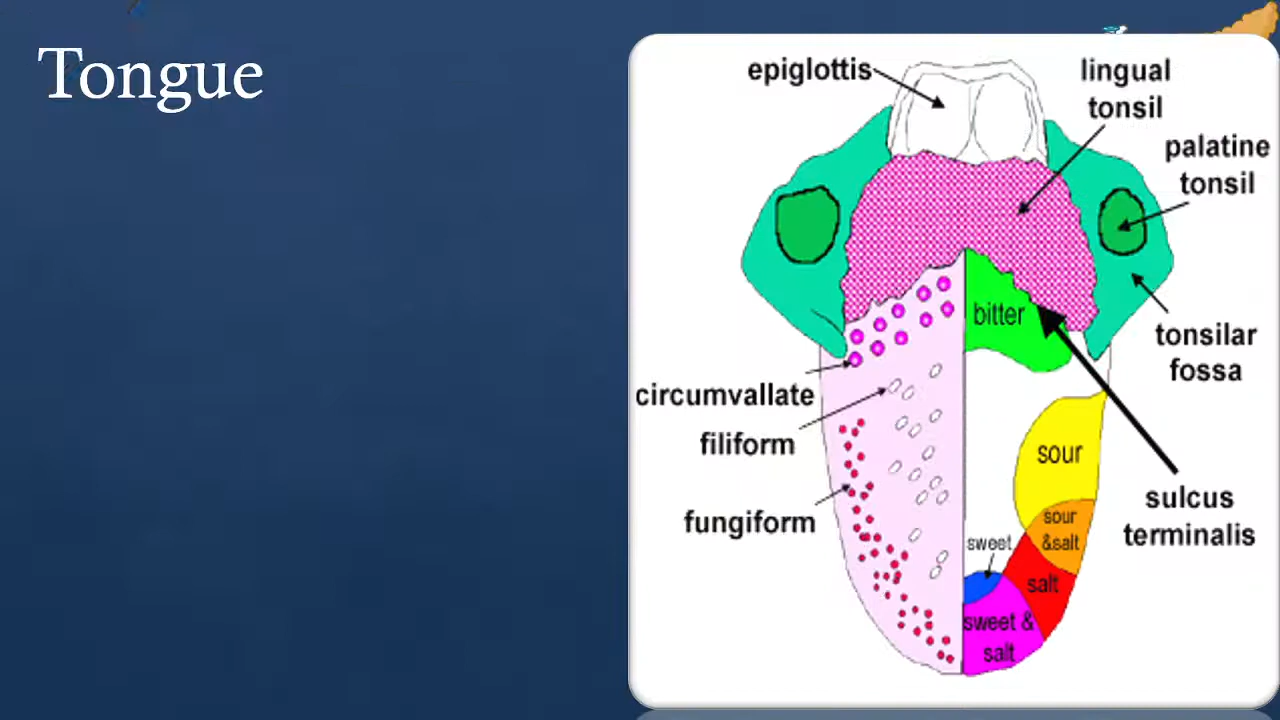 Tongue
epiglottis
lingual
tonsil
palatine
tonsil
bitter
tonsilar
fossa
circumvallate
filiform
sour
fungiform
sulcus
terminalis
sour
&salt
sweet
salt
sweet &
salt